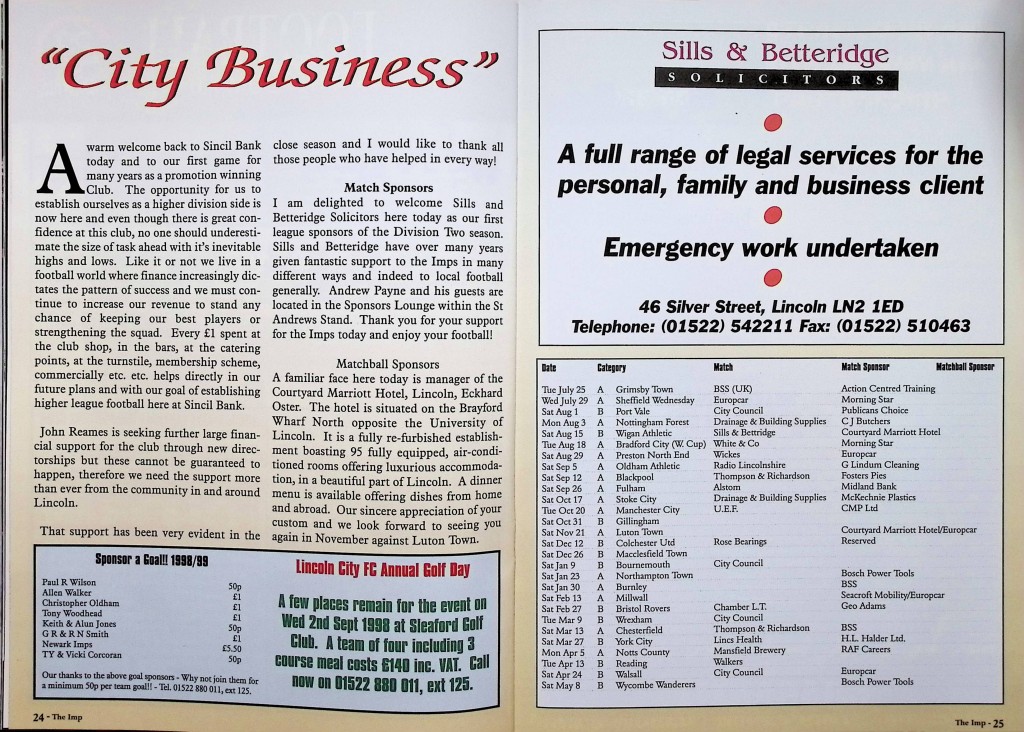 “City Business”
A warm welcome back to Sincil Bank
today and to our first game for
many years as a promotion winning
Club. The opportunity for us to
establish ourselves as a higher division side is
now here and even though there is great con-
fidence at this club, no one should underesti-
mate the size of task ahead with it's inevitable
highs and lows. Like it or not we live in a
football world where finance increasingly dic-
tates the pattern of success and we must con-
tinue to increase our revenue to stand any
chance of keeping our best players or
strengthening the squad. Every £1 spent at
the club shop, in the bars, at the catering
points, at the turnstile, membership scheme,
commercially etc. etc. helps directly in our
future plans and with our goal of establishing
higher league football here at Sincil Bank.
John Reames is seeking further large finan-
cial support for the club through new direc-
torships but these cannot be guaranteed to
happen, therefore we need the support more
than ever from the community in and around
Lincoln.
That support has been very evident in the
close season and I would like to thank all
those people who have helped in every way!
Match Sponsors
I am delighted to welcome Sills and
Betteridge Solicitors here today as our first
league sponsors of the Division Two season.
Sills and Betteridge have over many years
given fantastic support to the Imps in many
different ways and indeed to local football
generally. Andrew Payne and his guests are
located in the Sponsors Lounge within the St
Andrews Stand. Thank you for your support
for the Imps today and enjoy your football!
Matchball Sponsors
A familiar face here today is manager of the
Courtyard Marriott Hotel, Lincoln, Eckhard
Oster. The hotel is situated on the Brayford
Wharf North opposite the University of
Lincoln. It is a fully re-furbished establish-
ment boasting 95 fully equipped, air-condi-
tioned rooms offering luxurious accommoda-
tion, in a beautiful part of Lincoln. A dinner
menu is available offering dishes from home
and abroad. Our sincere appreciation of your
custom and we look forward to seeing you
again in November against Luton Town.
Sponsor a Goal!! 1998/99
Paul R Wilson 50p
Allen Walker £1
Christopher Oldham £1
Tony Woodhead £1
Keith & Alun Jones 50p
G R & R N Smith £1
Newark Imps £5.50
TY & Vicki Corcoran 50p
Our thanks to the above goal sponsors - Why not join them for
a minimum 50p per team goal!! - Tel. 01522 880 011, ext 125.
Lincoln City FC Annual Golf Day
A few places remain for the event on
Wed 2nd Sept 1998 at Sleaford Golf
Club. A team of four including 3
course meal costs £140 inc. VAT. Call
now on 01522 880 011, ext 125.
24 - The Imp
Sills & Betteridge
SOLICITORS
A full range of legal services for the
personal, family and business client
Emergency work undertaken
46 Silver Street, Lincoln LN2 1ED
Telephone: (01522) 542211 Fax: (01522) 510463
Date Category Match Match Sponsor Matchball Sponsor
Tue July 25 A Grimsby Town BSS (UK) Action Centred Training
Wed July 29 A Sheffield Wednesday Europcar Morning Star
Sat Aug 1 B Port Vale City Council Publicans Choice
Mon Aug 3 A Nottingham Forest Drainage & Building Supplies C J Butchers
Sat Aug 15 B Wigan Athletic Sills & Bettridge Courtyard Marriott Hotel
Tue Aug 18 A Bradford City (W. Cup) White & Co Morning Star
Sat Aug 29 A Preston North End Wickes Europcar
Sat Sep 5 A Oldham Athletic Radio Lincolnshire G Lindum Cleaning
Sat Sep 12 A Blackpool Thompson & Richardson Fosters Pies
Sat Sep 26 A Fulham Alstom Midland Bank
Sat Oct 17 A Stoke City Drainage & Building Supplies McKechnie Plastics
Tue Oct 20 A Manchester City U.E.F. CMP Ltd
Sat Oct 31 B Gillingham
Sat Nov 21 A Luton Town Courtyard Marriott Hotel/Europcar
Sat Dec 12 B Colchester Utd Rose Bearings Reserved
Sat Dec 26 B Macclesfield Town
Sat Jan 9 B Bournemouth City Council
Sat Jan 23 A Northampton Town Bosch Power Tools
Sat Jan 30 A Burnley BSS
Sat Feb 13 A Millwall Seacroft Mobility/Europcar
Sat Feb 27 B Bristol Rovers Chamber L.T. Geo Adams
Tue Mar 9 B Wrexham City Council
Sat Mar 13 A Chesterfield Thompson & Richardson BSS
Sat Mar 27 B York City Lincs Health H.L. Halder Ltd.
Mon Apr 5 A Notts County Mansfield Brewery RAF Careers
Tue Apr 13 B Reading Walkers
Sat Apr 24 B Walsall City Council Europcar
Sat May 8 B Wycombe Wanderers Bosch Power Tools
The Imp - 25